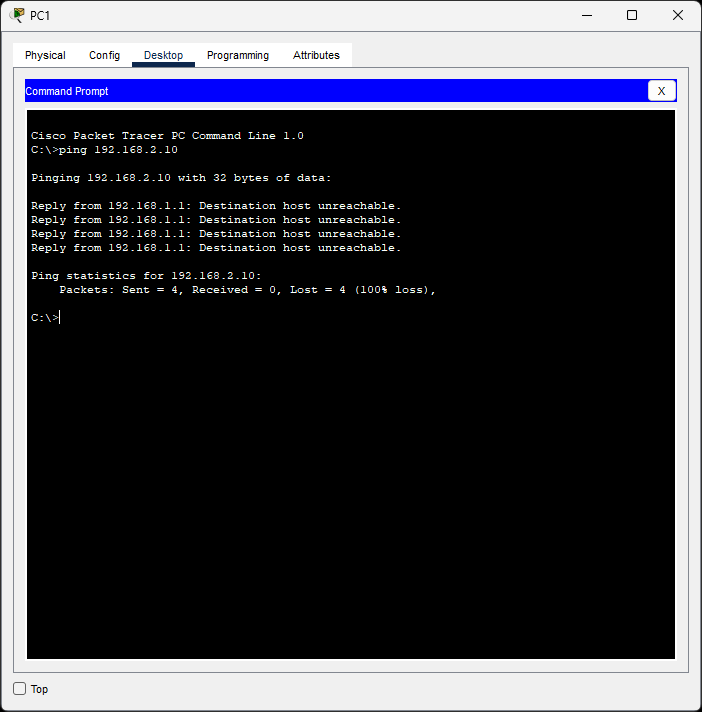 PC1
Physical Config Desktop Programming Attributes
Command Prompt
X
Cisco Packet Tracer PC Command Line 1.0
C:\>ping 192.168.2.10
Pinging 192.168.2.10 with 32 bytes of data:
Reply from 192.168.1.1: Destination host unreachable.
Reply from 192.168.1.1: Destination host unreachable.
Reply from 192.168.1.1: Destination host unreachable.
Reply from 192.168.1.1: Destination host unreachable.
Ping statistics for 192.168.2.10:
Packets: Sent = 4, Received = 0, Lost = 4 (100% loss),
C:\>
Top